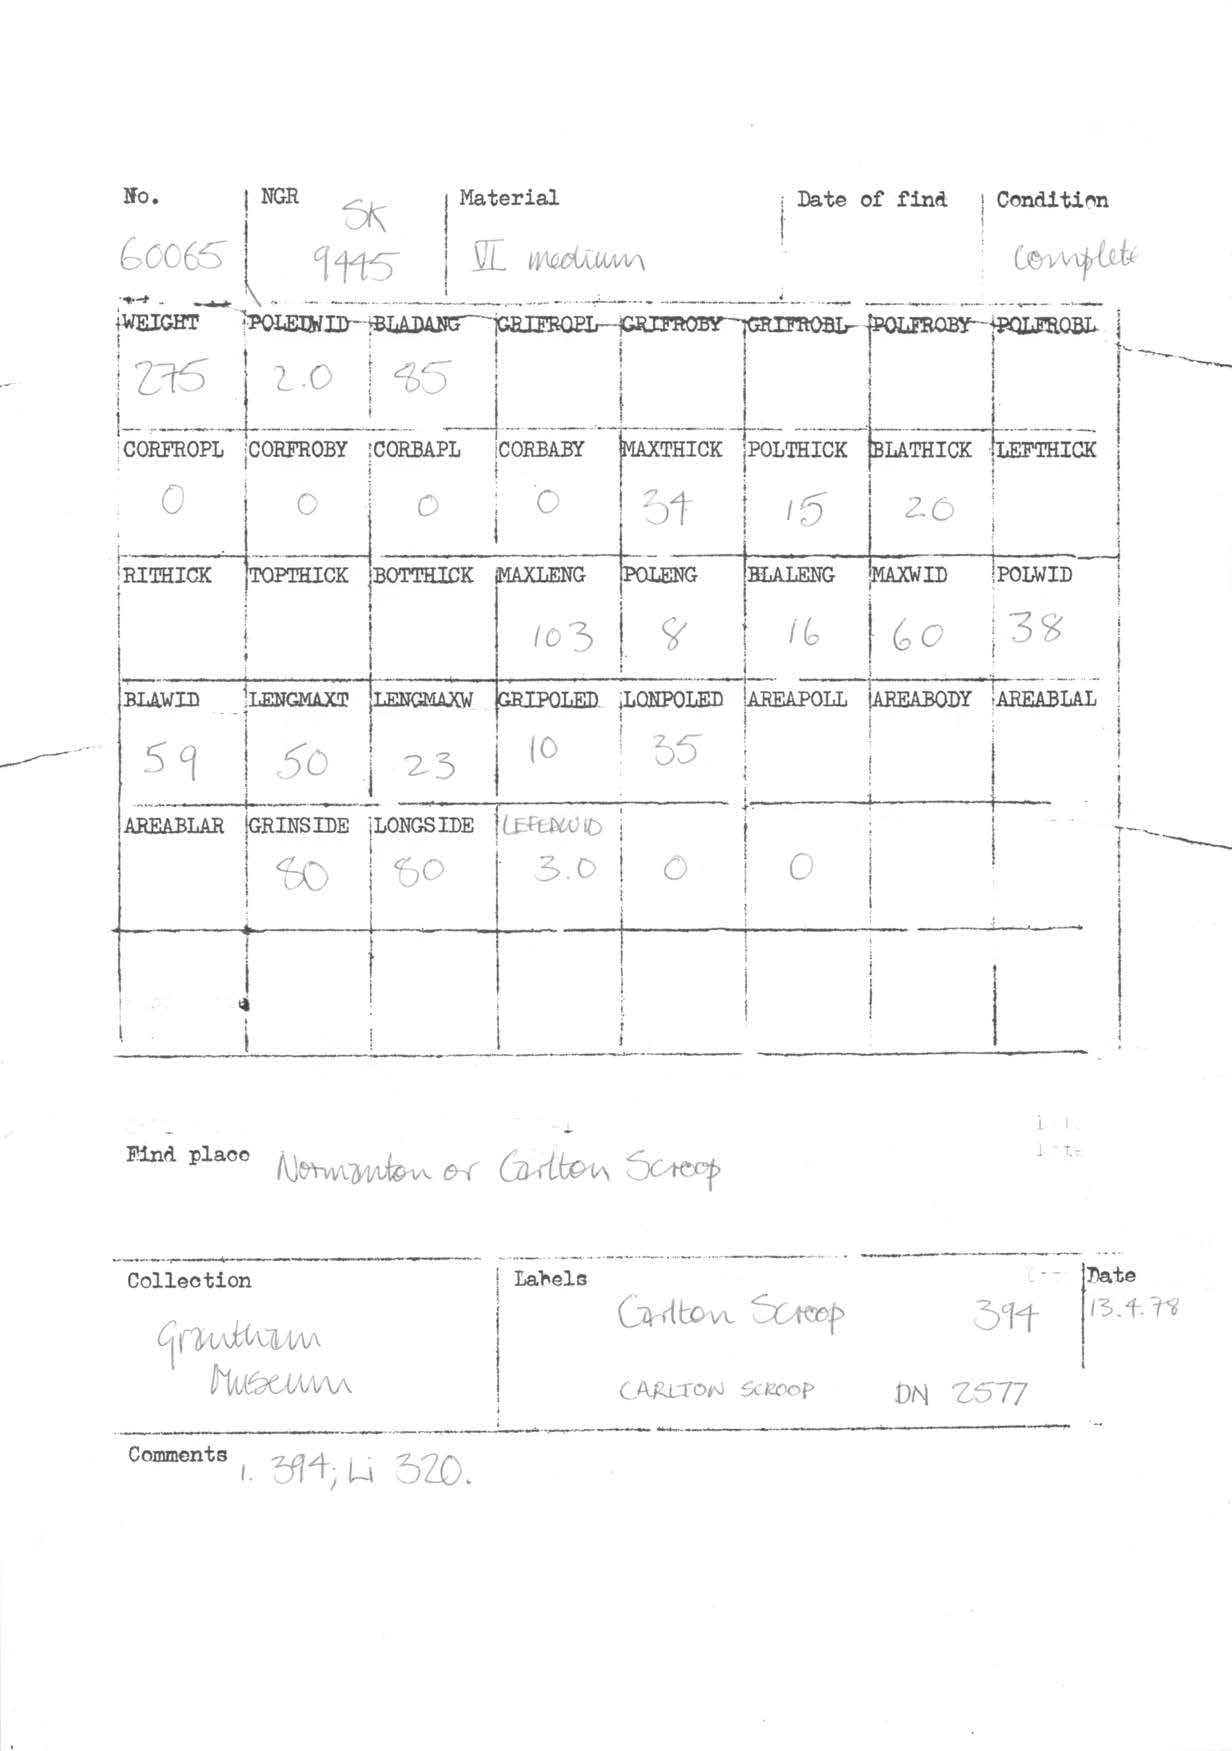 No. NGR Material Date of find Condition
SK
60065 9445 VI medium complete
WEIGHT POLEDWID BLADANG GRIFROPL GRIFROBY GRIFROBL POLFROBY POLFROBL
275 2.0 85
CORFROPL CORFROBY CORBAPL CORBABY MAXTHICK POLTHICK BLATHICK LEFTHICK
0 0 0 0 34 15 20
RITHICK TOPTHICK BOTTHICK MAXLENG POLENG BLALENG MAXWID POLWID
103 8 16 60 38
BLAWID LENGMAXT LENGMAXW GRIPOLED LONPOLED AREAPOLL AREABODY AREABLAL
59 50 23 10 35
AREABLAR GRINSIDE LONGSIDE LEFEDWID
80 80 3.0 0 0
Find place Normanton or Carlton Scroop
Collection Labels Date
Carlton Scroop 394 13.4.78
Grantham
Museum
CARLTON SCROOP DN 2577
Comments 1. 394; Li 320.